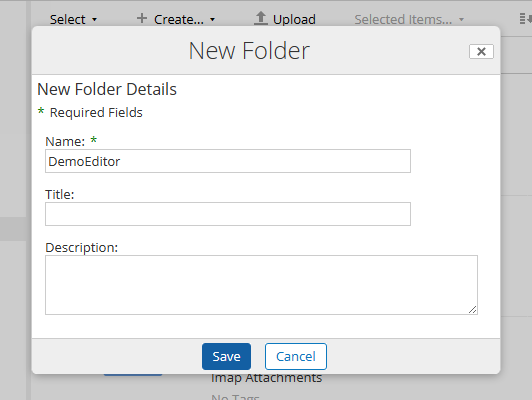 Select Create... Upload Selected Items...
New Folder
New Folder Details
* Required Fields
Name: *
DemoEditor
Title:
Description:
Save Cancel
Imap Attachments
No Tags